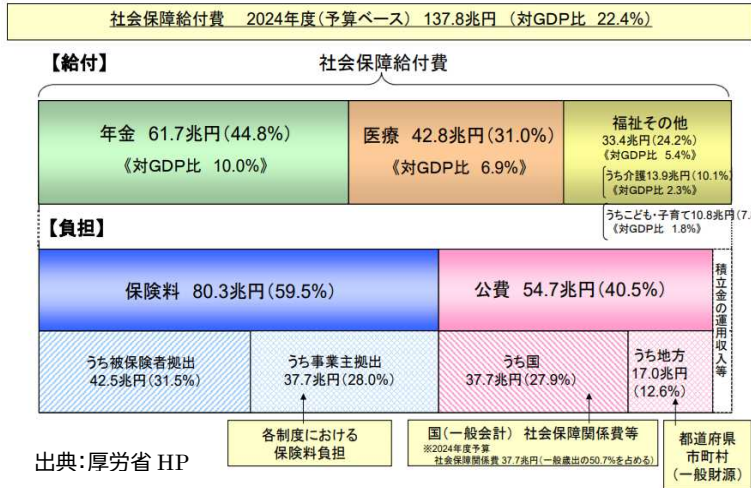 社会保障給付費 2024年度(予算ベース) 137.8兆円 (対GDP比 22.4%)
【給付】
社会保障給付費
年金 61.7兆円(44.8%)
《対GDP比 10.0%》
医療 42.8兆円(31.0%)
《対GDP比 6.9%》
福祉その他
33.4兆円(24.2%)
《対GDP比 5.4%》
うち介護13.9兆円(10.1%)
《対GDP比 2.3%》
うちこども・子育て10.8兆円(7.
《対GDP比 1.8%》
【負担】
保険料 80.3兆円(59.5%)
公費 54.7兆円(40.5%)
積立金の運用収入等
うち被保険者拠出
42.5兆円(31.5%)
うち事業主拠出
37.7兆円(28.0%)
うち国
37.7兆円(27.9%)
うち地方
17.0兆円
(12.6%)
各制度における
保険料負担
国(一般会計) 社会保障関係費等
※2024年度予算
社会保障関係費 37.7兆円(一般歳出の50.7%を占める)
都道府県
市町村
(一般財源)
出典:厚労省 HP